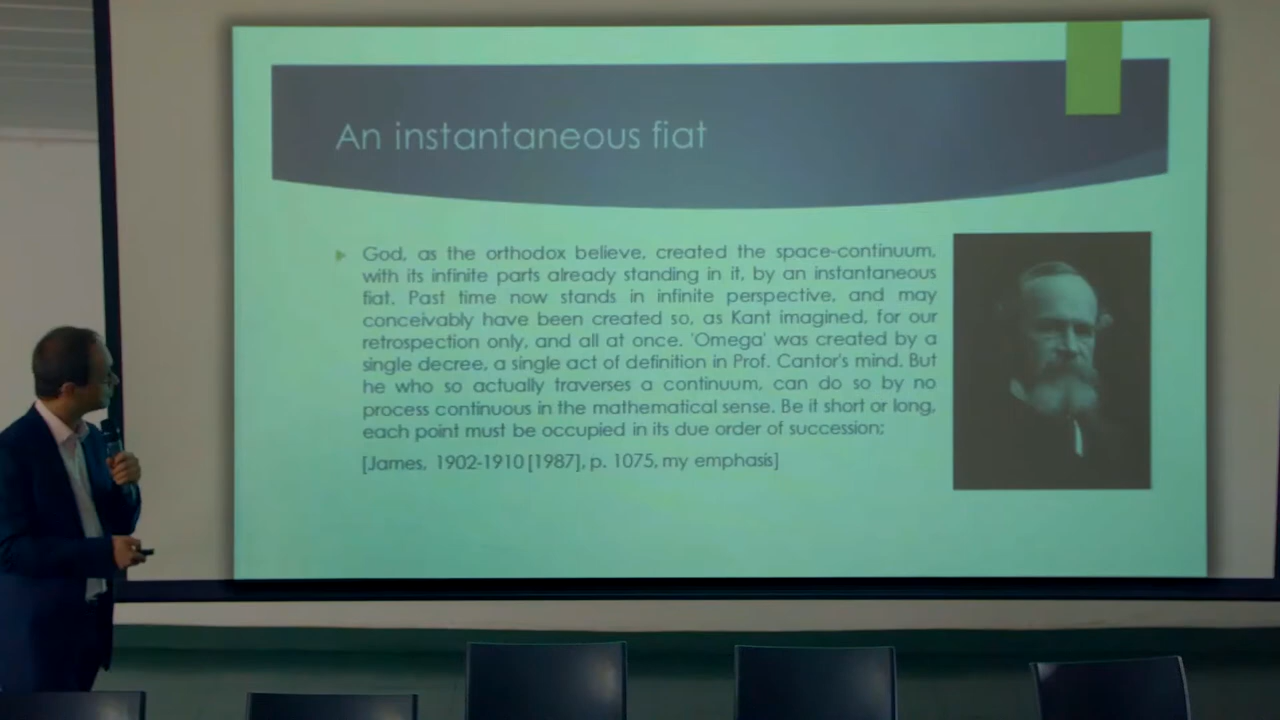 An instantaneous fiat
God, as the orthodox believe, created the space-continuum,
with its infinite parts already standing in it, by an instantaneous
fiat. Past time now stands in infinite perspective, and may
conceivably have been created so, as Kant imagined, for our
retrospection only, and all at once. 'Omega' was created by a
single decree, a single act of definition in Prof. Cantor's mind. But
he who so actually traverses a continuum, can do so by no
process continuous in the mathematical sense. Be it short or long,
each point must be occupied in its due order of succession;
[James, 1902-1910 [1987], p. 1075, my emphasis]